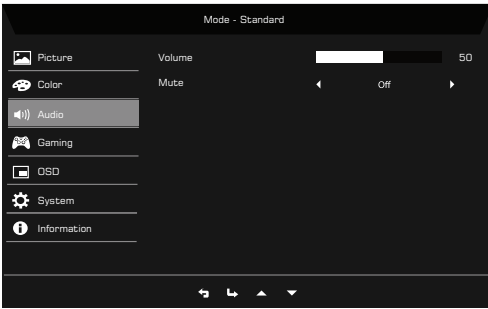 Mode - Standard
Picture
Volume 50
Color
Mute Off
Audio
Gaming
OSD
System
Information